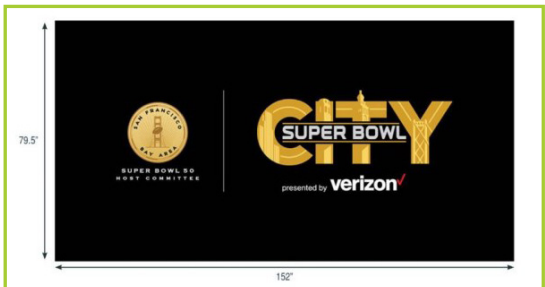 79.5"
SAN FRANCISCO
BAY AREA
SUPER BOWL 50
HOST COMMITTEE
CITY
SUPER BOWL
presented by verizon
152"